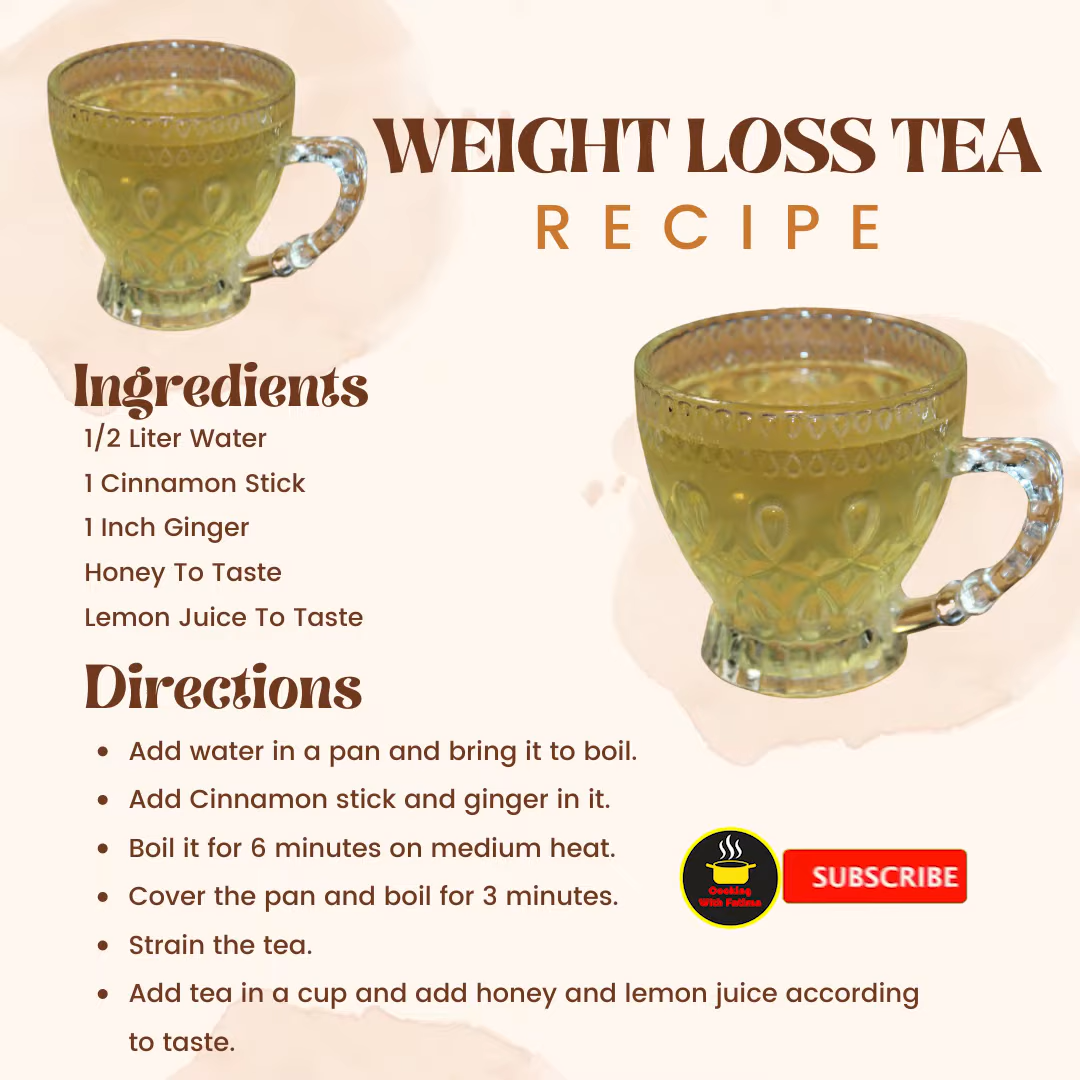 WEIGHT LOSS TEA
RECIPE
Ingredients
1/2 Liter Water
1 Cinnamon Stick
1 Inch Ginger
Honey To Taste
Lemon Juice To Taste
Directions
• Add water in a pan and bring it to boil.
• Add Cinnamon stick and ginger in it.
• Boil it for 6 minutes on medium heat.
• Cover the pan and boil for 3 minutes.
• Strain the tea.
• Add tea in a cup and add honey and lemon juice according
to taste.
Cooking
With Fatima
SUBSCRIBE